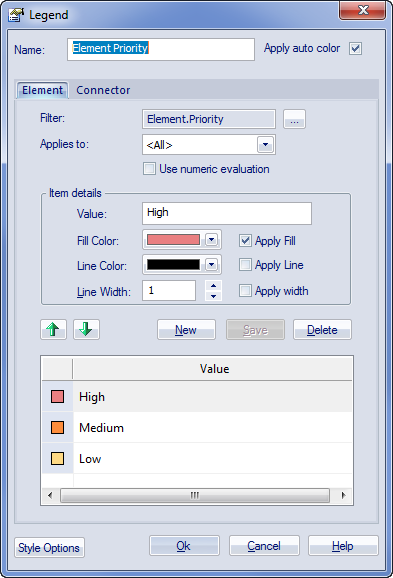 Legend
Name: Element Priority Apply auto color
Element Connector
Filter: Element.Priority ...
Applies to: <All>
Use numeric evaluation
Item details
Value: High
Fill Color: Apply Fill
Line Color: Apply Line
Line Width: 1 Apply width
New Save Delete
Value
High
Medium
Low
Style Options Ok Cancel Help